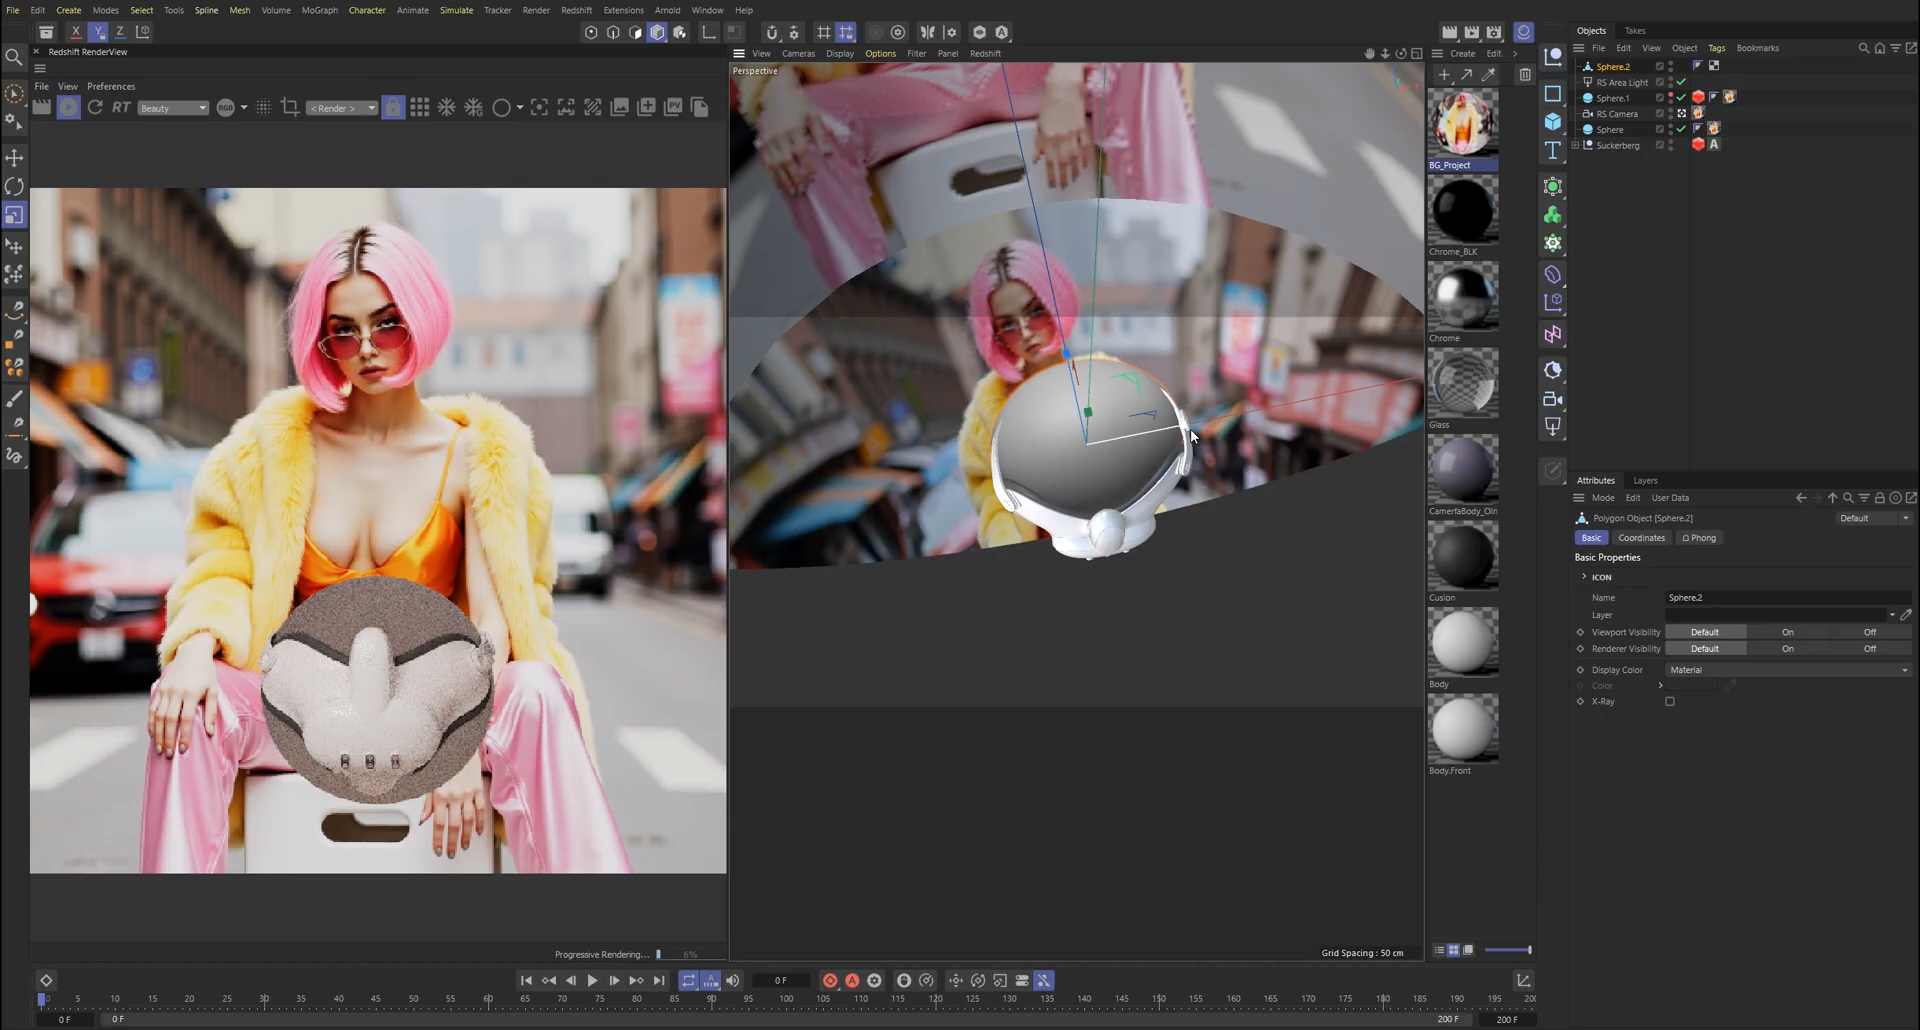 File Edit Create Modes Select Tools Spline Mesh Volume MoGraph Character Animate Simulate Tracker Render Redshift Extensions Arnold Window Help
X Y Z
Redshift RenderView
File View Preferences
RT Beauty RGB < Render > PV
Progressive Rendering... 6%
View Cameras Display Options Filter Panel Redshift
Perspective
Grid Spacing : 50 cm
Create Edit
BG_Project
Chrome_BLK
Chrome
Glass
CamerfaBody_OIn
Cusion
Body
Body.Front
Objects Takes
File Edit View Object Tags Bookmarks
Sphere.2
RS Area Light
Sphere.1
RS Camera
Sphere
Suckerberg
Attributes Layers
Mode Edit User Data
Polygon Object [Sphere.2] Default
Basic Coordinates Phong
Basic Properties
ICON
Name Sphere.2
Layer
Viewport Visibility Default On Off
Renderer Visibility Default On Off
Display Color Material
Color
X-Ray
0 F
0 5 10 15 20 25 30 35 40 45 50 55 60 65 70 75 80 85 90 95 100 105 110 115 120 125 130 135 140 145 150 155 160 165 170 175 180 185 190 195 200
0 F 0 F 200 F 200 F